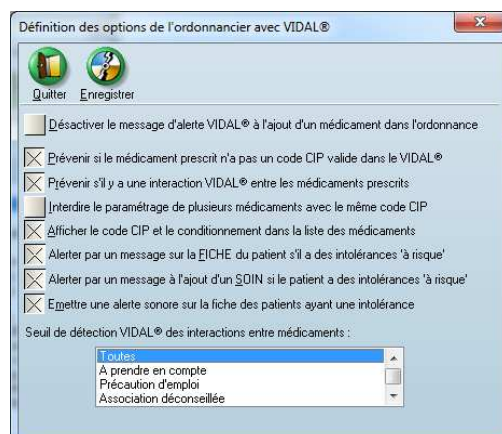 Définition des options de l'ordonnancier avec VIDAL®
Quitter Enregistrer
Désactiver le message d'alerte VIDAL® à l'ajout d'un médicament dans l'ordonnance
Prévenir si le médicament prescrit n'a pas un code CIP valide dans le VIDAL®
Prévenir s'il y a une interaction VIDAL® entre les médicaments prescrits
Interdire le paramétrage de plusieurs médicaments avec le même code CIP
Afficher le code CIP et le conditionnement dans la liste des médicaments
Alerter par un message sur la FICHE du patient s'il a des intolérances 'à risque'
Alerter par un message à l'ajout d'un SOIN si le patient a des intolérances 'à risque'
Emettre une alerte sonore sur la fiche des patients ayant une intolérance
Seuil de détection VIDAL® des interactions entre médicaments :
Toutes
A prendre en compte
Précaution d'emploi
Association déconseillée